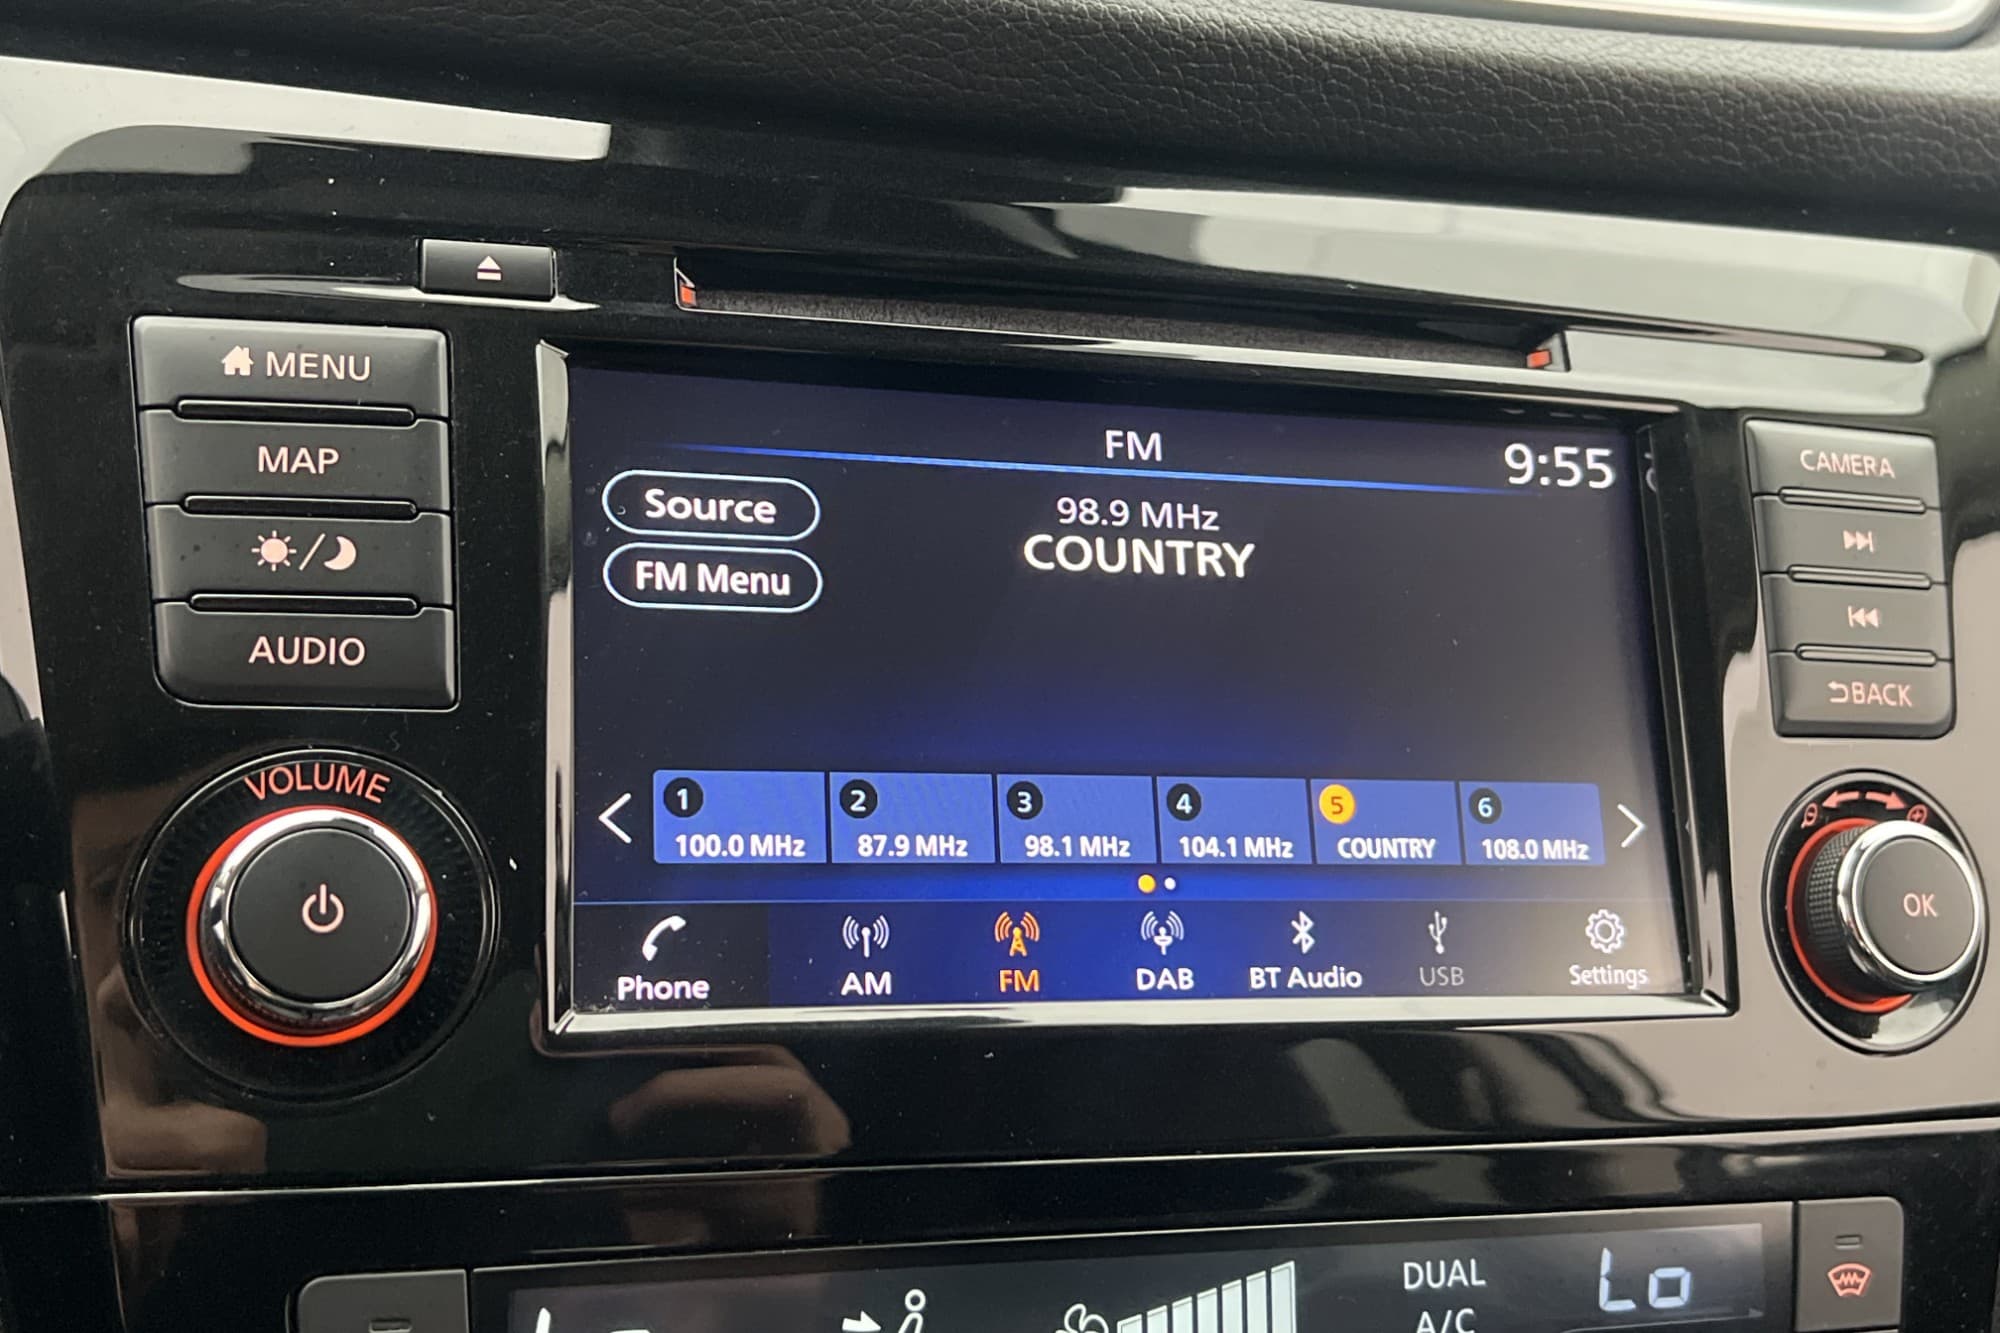 MENU
MAP
AUDIO
VOLUME
FM
9:55
Source
98.9 MHz
COUNTRY
FM Menu
1
2
3
4
5
6
100.0 MHz
87.9 MHz
98.1 MHz
104.1 MHz
COUNTRY
108.0 MHz
Phone
AM
FM
DAB
BT Audio
USB
Settings
CAMERA
BACK
OK
DUAL
Lo
A/C